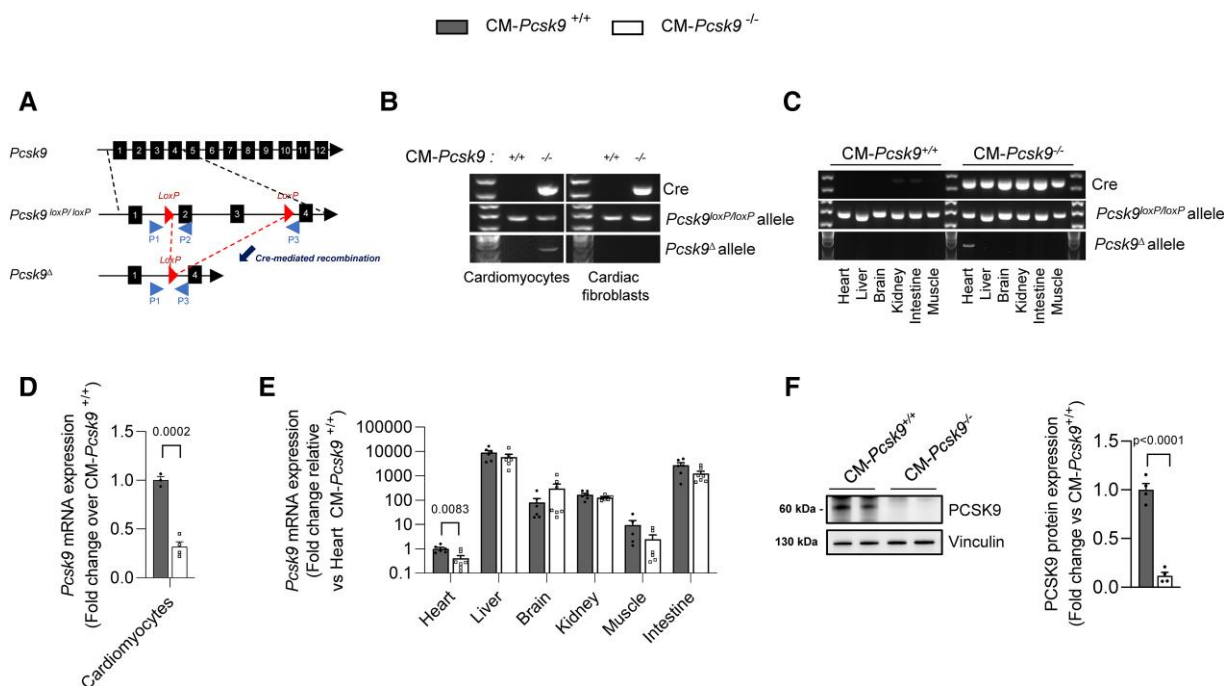 CM-Pcsk9 +/+ CM-Pcsk9 -/-
A
Pcsk9
1 2 3 4 5 6 7 8 9 10 11 12
LoxP LoxP
Pcsk9 loxP/loxP
1 2 3 4
P1 P2 P3
LoxP Cre-mediated recombination
Pcsk9Δ
1 4
P1 P3
B
CM-Pcsk9 : +/+ -/- +/+ -/-
Cre
Pcsk9loxP/loxP allele
Pcsk9Δ allele
Cardiomyocytes Cardiac
fibroblasts
C
CM-Pcsk9+/+ CM-Pcsk9-/-
Cre
Pcsk9loxP/loxP allele
Pcsk9Δ allele
Heart Liver Brain Kidney Intestine Muscle Heart Liver Brain Kidney Intestine Muscle
D
Pcsk9 mRNA expression
(Fold change over CM-Pcsk9 +/+)
1.5
1.0
0.5
0.0
0.0002
Cardiomyocytes
E
Pcsk9 mRNA expression
(Fold change relative
vs Heart CM-Pcsk9 +/+)
100000
10000
1000
100
10
1
0.1
0.0083
Heart Liver Brain Kidney Muscle Intestine
F
CM-Pcsk9+/+ CM-Pcsk9-/-
60 kDa - PCSK9
130 kDa Vinculin
PCSK9 protein expression
(Fold change vs CM-Pcsk9+/+)
1.5
1.0
0.5
0.0
p<0.0001